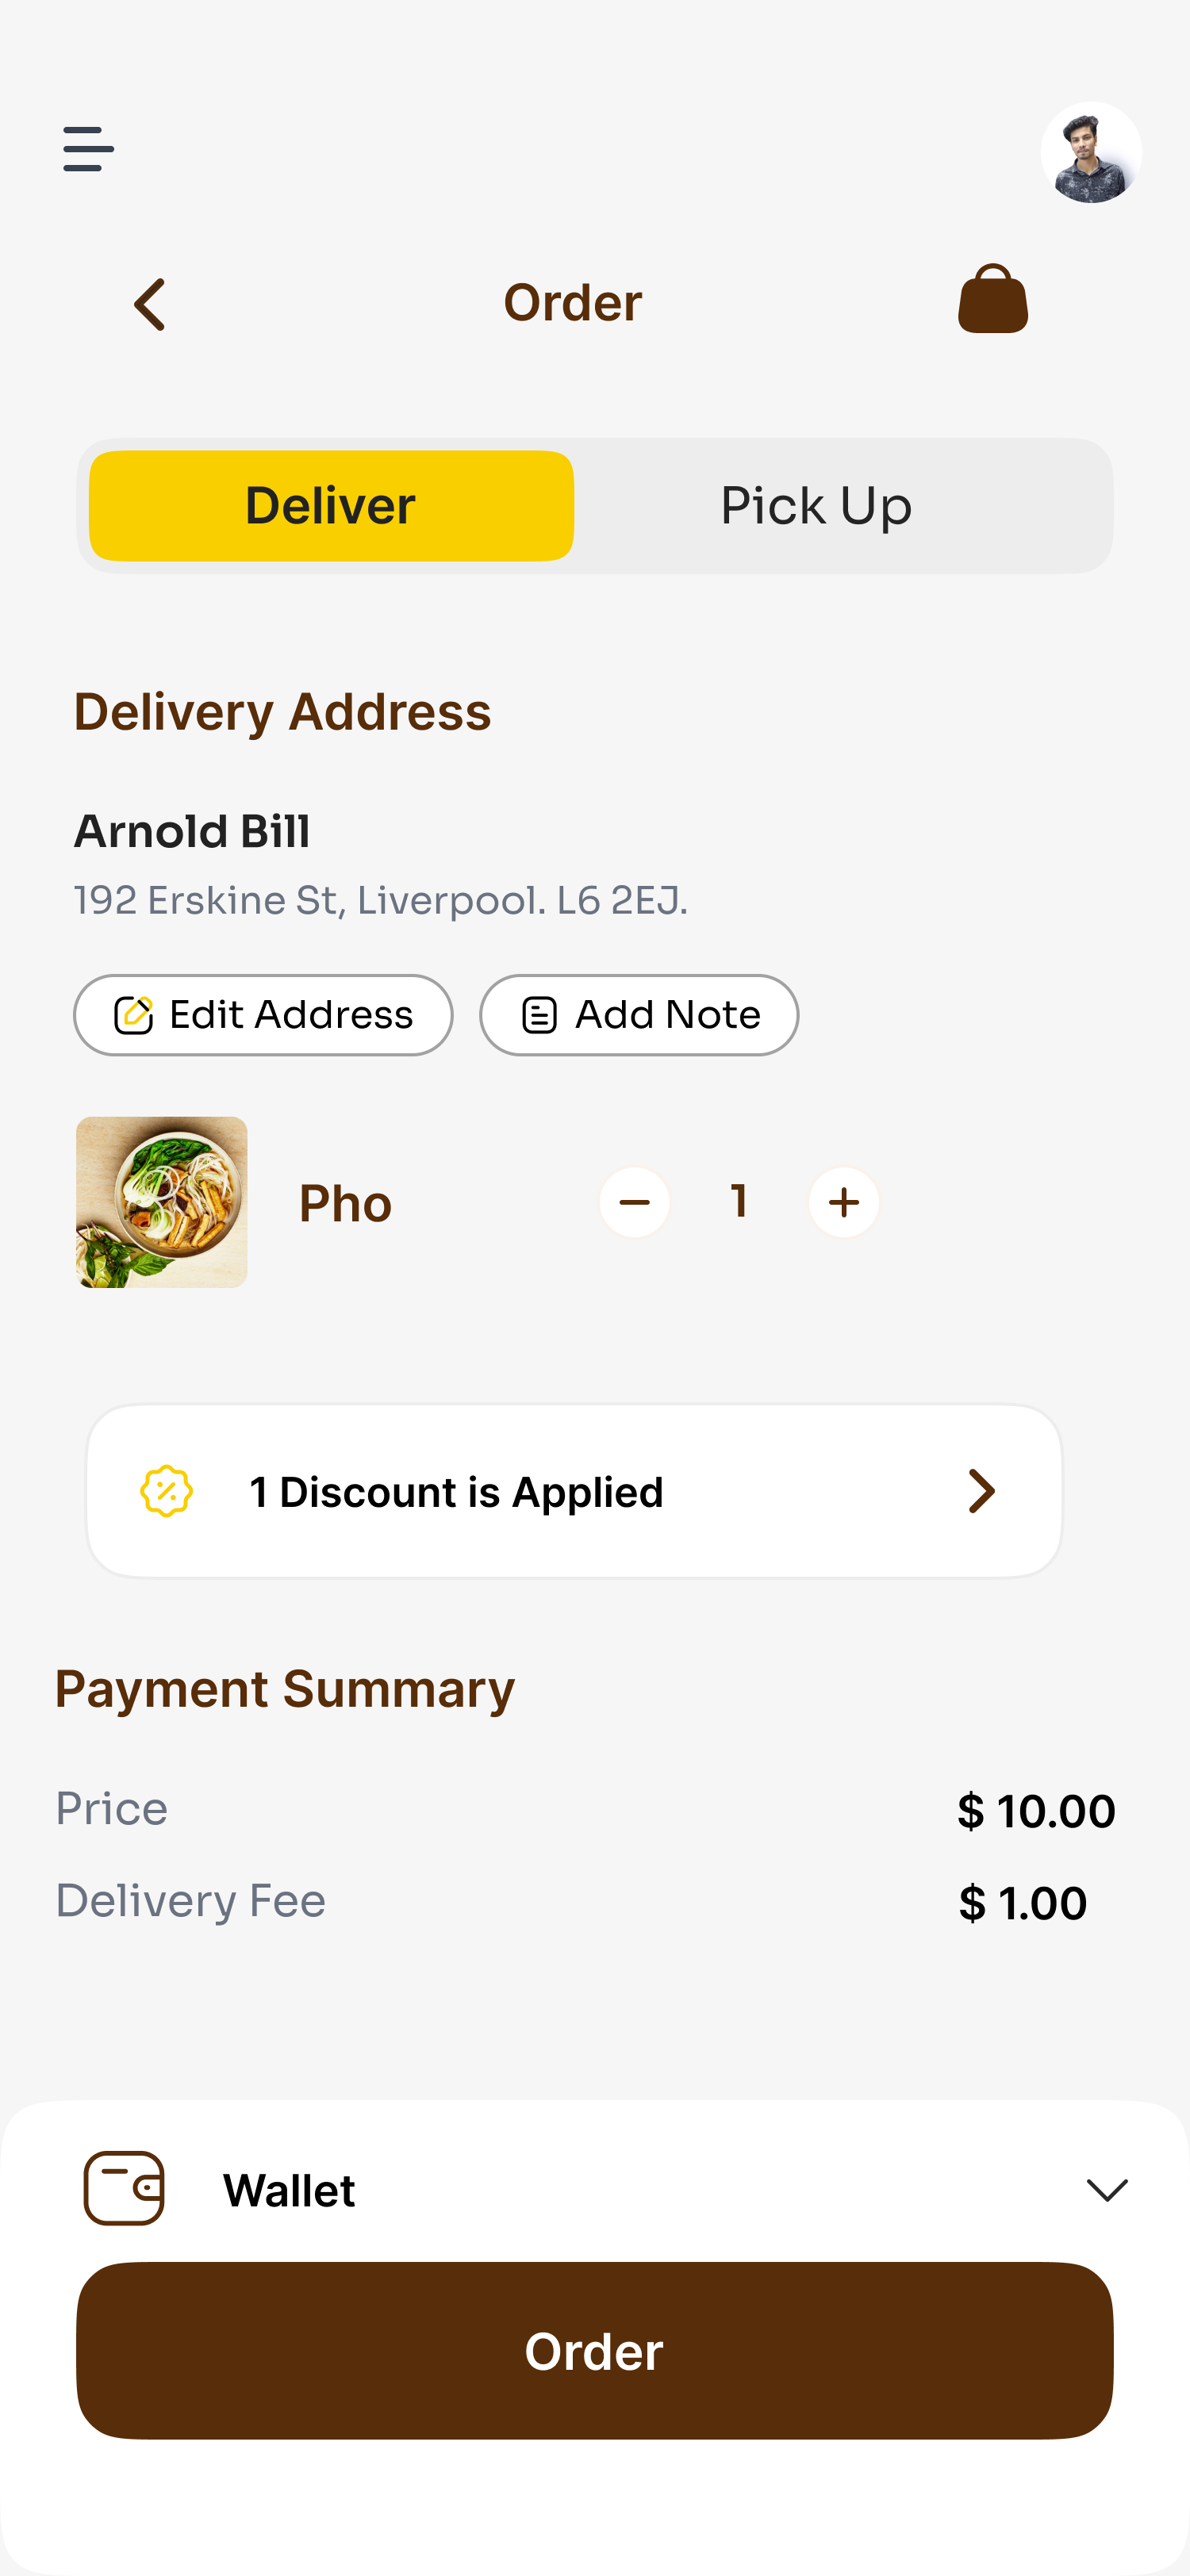 Order
Deliver
Pick Up
Delivery Address
Arnold Bill
192 Erskine St, Liverpool. L6 2EJ.
Edit Address
Add Note
Pho
1
1 Discount is Applied
Payment Summary
Price
$ 10.00
Delivery Fee
$ 1.00
Wallet
Order